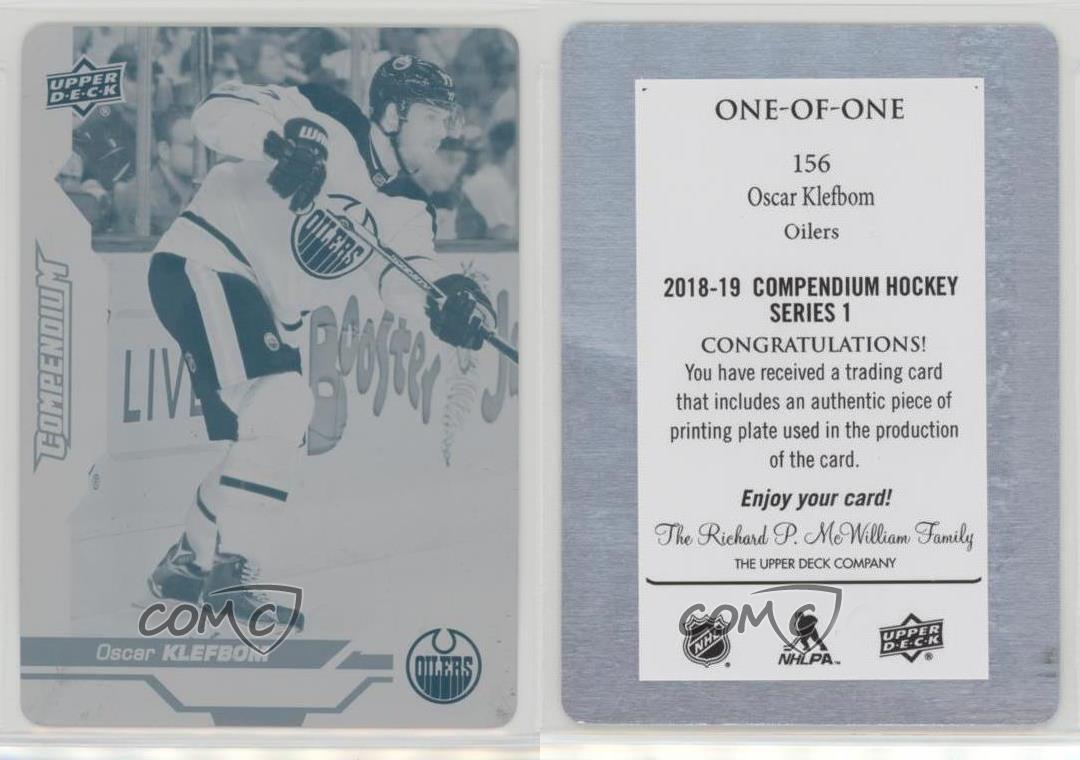 UPPER
D·E·C·K
COMPENDIUM
OILERS
LIVE
Booster
Oscar KLEFBOM
OILERS
COMC
ONE-OF-ONE
156
Oscar Klefbom
Oilers
2018-19 COMPENDIUM HOCKEY
SERIES 1
CONGRATULATIONS!
You have received a trading card
that includes an authentic piece of
printing plate used in the production
of the card.
Enjoy your card!
The Richard P. McWilliam Family
THE UPPER DECK COMPANY
COMC
NHL
NHLPA
UPPER
D·E·C·K